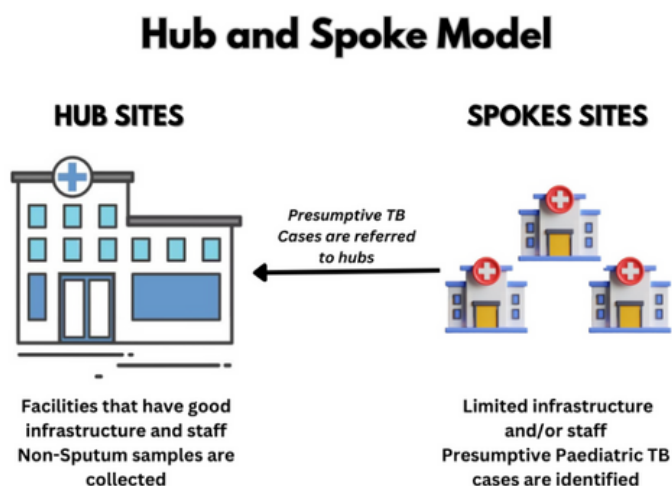 Hub and Spoke Model
HUB SITES
SPOKES SITES
Presumptive TB
Cases are referred
to hubs
Facilities that have good
infrastructure and staff
Non-Sputum samples are
collected
Limited infrastructure
and/or staff
Presumptive Paediatric TB
cases are identified